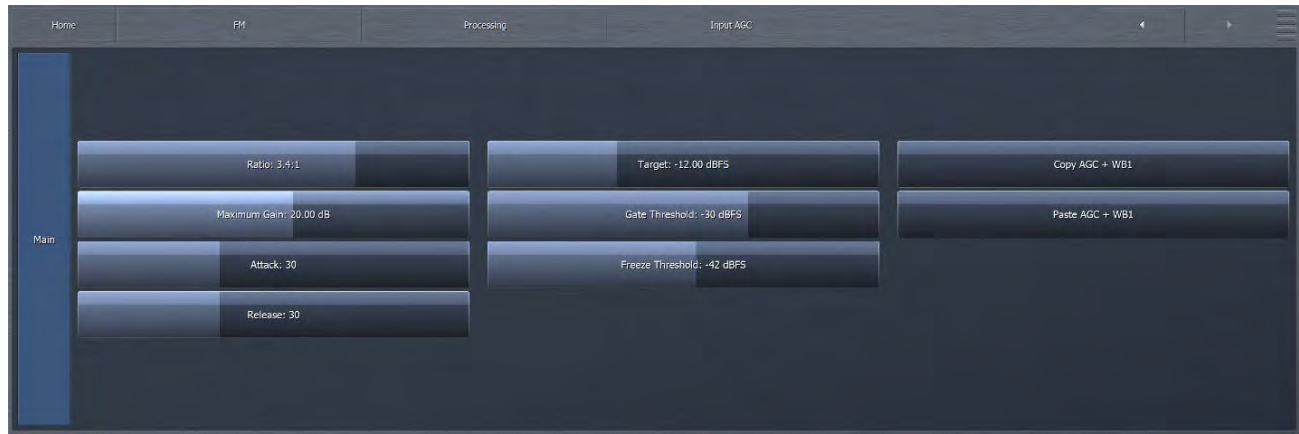 Home
FM
Processing
Input AGC
Main
Ratio: 3.4:1
Maximum Gain: 20.00 dB
Attack: 30
Release: 30
Target: -12.00 dBFS
Gate Threshold: -30 dBFS
Freeze Threshold: -42 dBFS
Copy AGC + WB1
Paste AGC + WB1